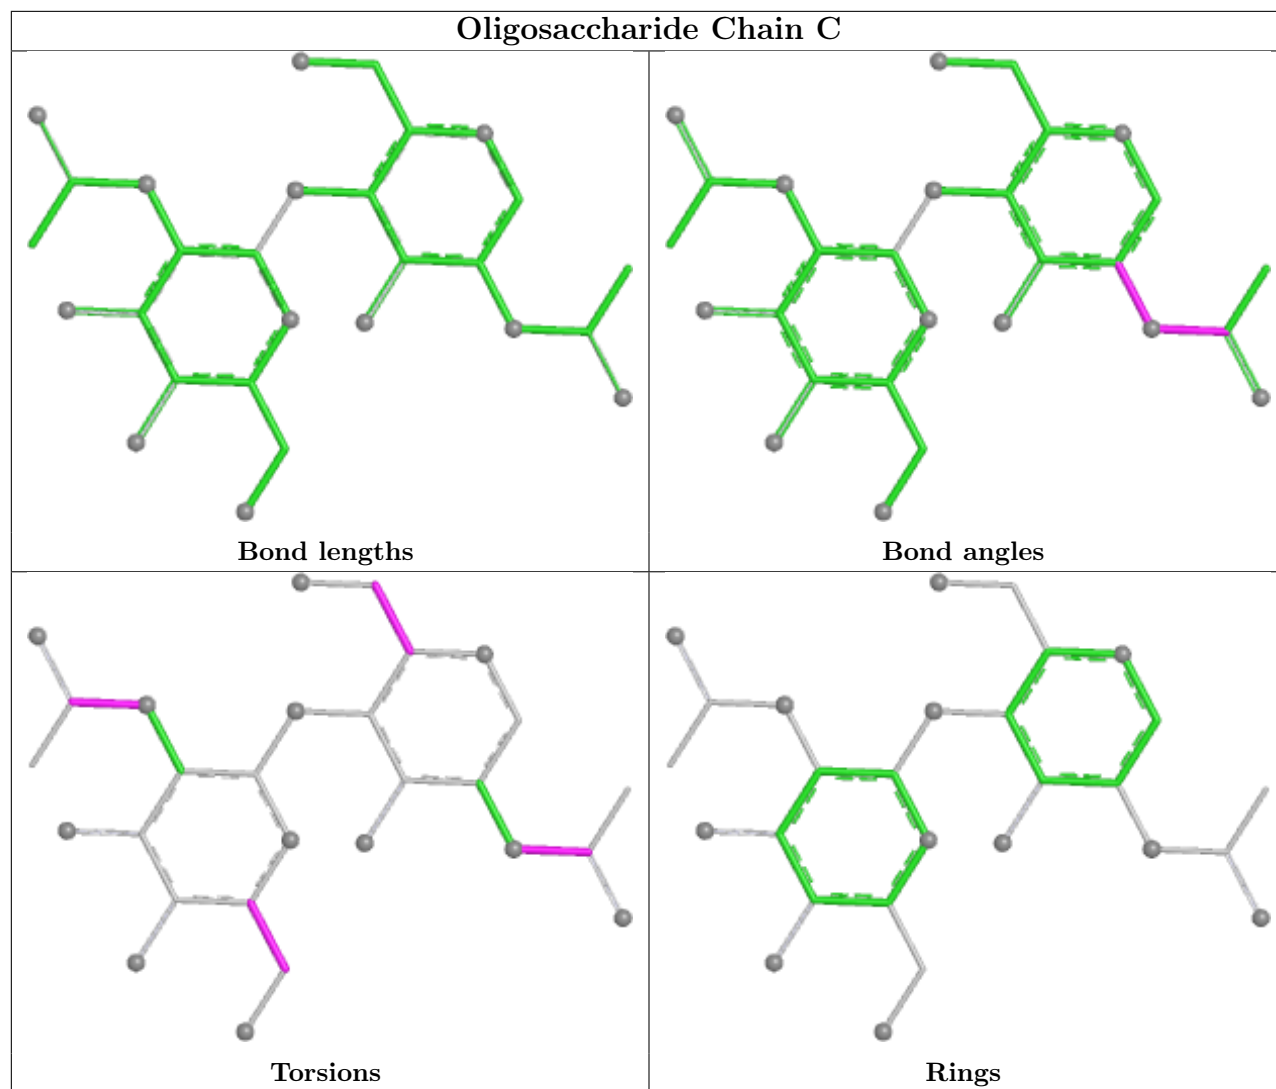 Oligosaccharide Chain C
Bond lengths
Bond angles
Torsions
Rings